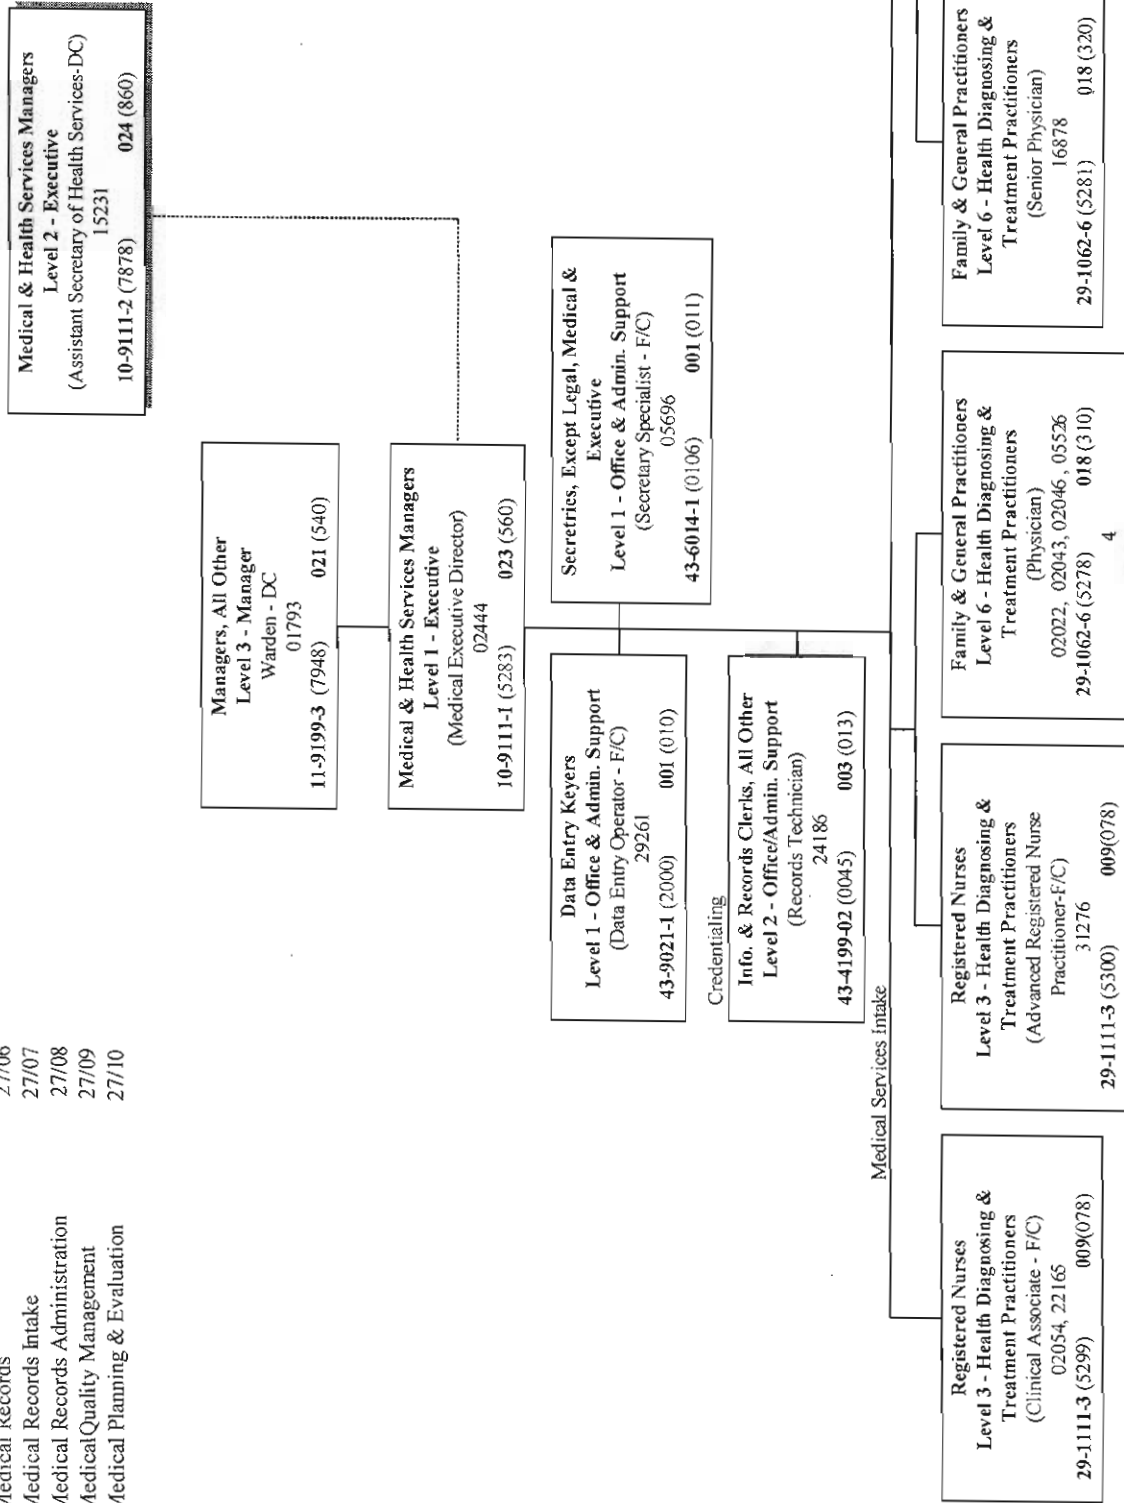 Medical Records 27/06
Medical Records Intake 27/07
Medical Records Administration 27/08
MedicalQuality Management 27/09
Medical Planning & Evaluation 27/10
Medical & Health Services Managers
Level 2 - Executive
(Assistant Secretary of Health Services-DC)
15231
10-9111-2 (7878) 024 (860)
Managers, All Other
Level 3 - Manager
Warden - DC
01793
11-9199-3 (7948) 021 (540)
Medical & Health Services Managers
Level 1 - Executive
(Medical Executive Director)
02444
10-9111-1 (5283) 023 (560)
Data Entry Keyers
Level 1 - Office & Admin. Support
(Data Entry Operator - F/C)
29261
43-9021-1 (2000) 001 (010)
Secretries, Except Legal, Medical &
Executive
Level 1 - Office & Admin. Support
(Secretary Specialist - F/C)
05696
43-6014-1 (0106) 001 (011)
Credentialing
Info. & Records Clerks, All Other
Level 2 - Office/Admin. Support
(Records Technician)
24186
43-4199-02 (0045) 003 (013)
Medical Services Intake
Registered Nurses
Level 3 - Health Diagnosing &
Treatment Practitioners
(Clinical Associate - F/C)
02054, 22165
29-1111-3 (5299) 009(078)
Registered Nurses
Level 3 - Health Diagnosing &
Treatment Practitioners
(Advanced Registered Nurse
Practitioner-F/C)
31276
29-1111-3 (5300) 009(078)
Family & General Practitioners
Level 6 - Health Diagnosing &
Treatment Practitioners
(Physician)
02022, 02043, 02046 , 05526
29-1062-6 (5278) 018 (310)
4
Family & General Practitioners
Level 6 - Health Diagnosing &
Treatment Practitioners
(Senior Physician)
16878
29-1062-6 (5281) 018 (320)